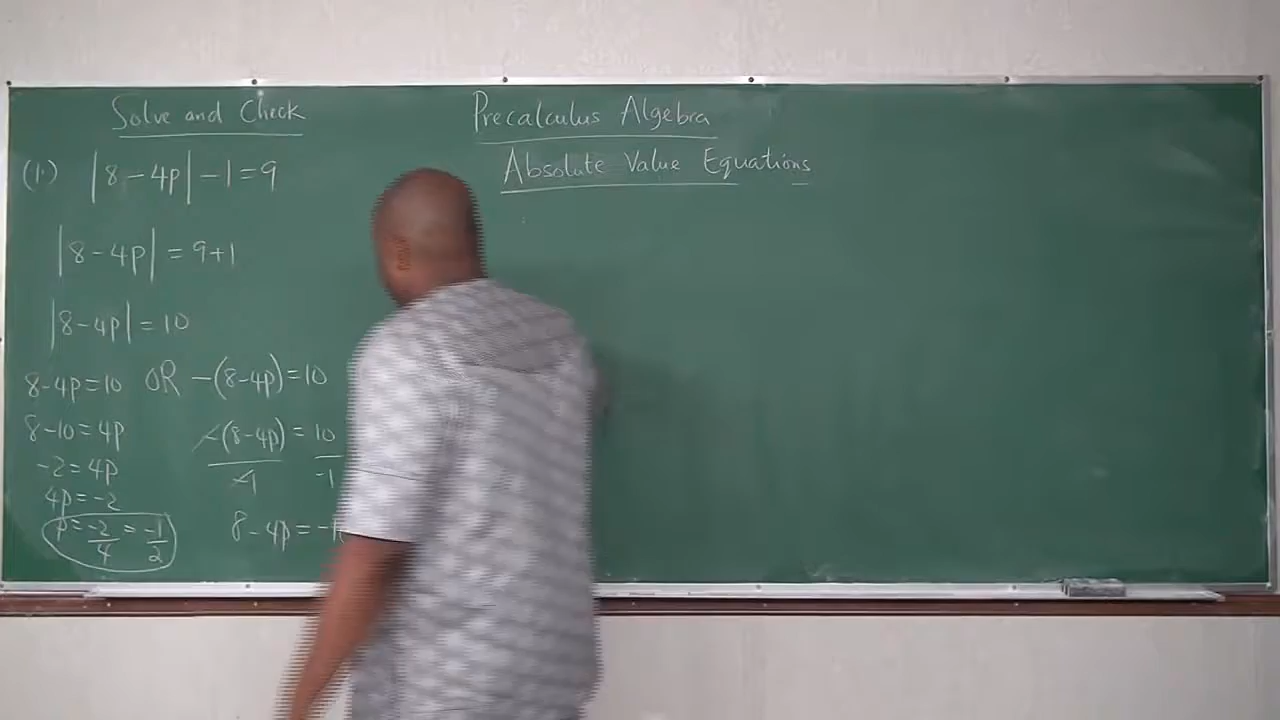 Solve and Check
(1.) |8-4p|-1=9
|8-4p| = 9+1
|8-4p| = 10
8-4p=10 OR -(8-4p)=10
8-10=4p
-2=4p
4p=-2
p=-2/4=-1/2
-(8-4p)/-1 = 10/-1
8-4p=-1
Precalculus Algebra
Absolute Value Equations